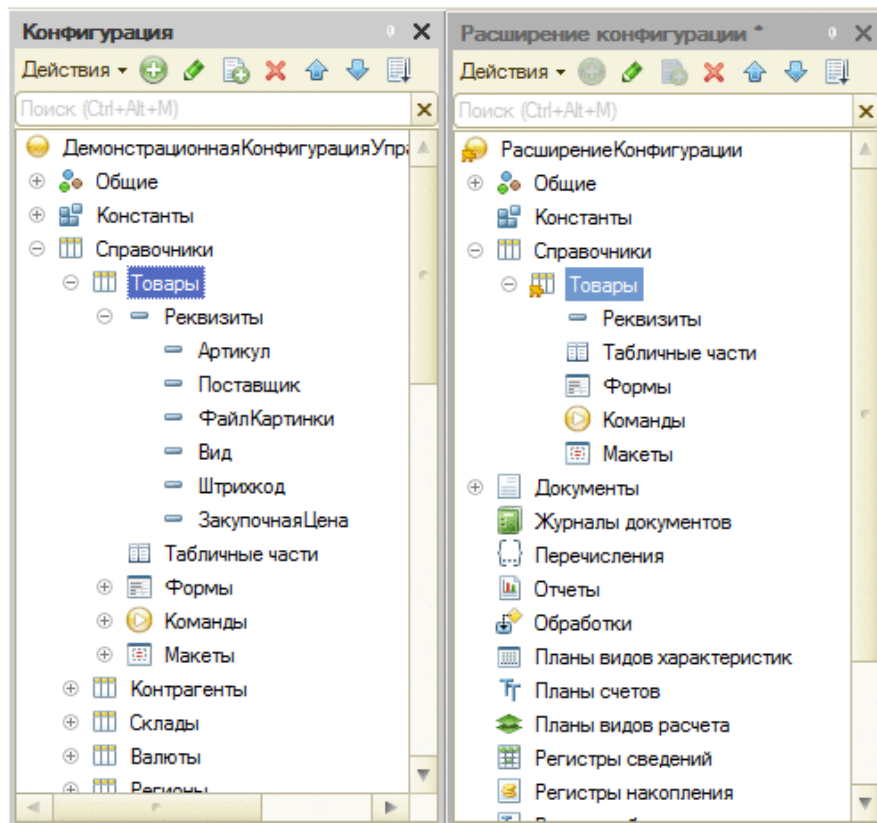 Конфигурация
Действия
Поиск (Ctrl+Alt+M)
ДемонстрационнаяКонфигурацияУпра
Общие
Константы
Справочники
Товары
Реквизиты
Артикул
Поставщик
ФайлКартинки
Вид
Штрихкод
ЗакупочнаяЦена
Табличные части
Формы
Команды
Макеты
Контрагенты
Склады
Валюты
Регионы
Расширение конфигурации *
Действия
Поиск (Ctrl+Alt+M)
РасширениеКонфигурации
Общие
Константы
Справочники
Товары
Реквизиты
Табличные части
Формы
Команды
Макеты
Документы
Журналы документов
Перечисления
Отчеты
Обработки
Планы видов характеристик
Планы счетов
Планы видов расчета
Регистры сведений
Регистры накопления